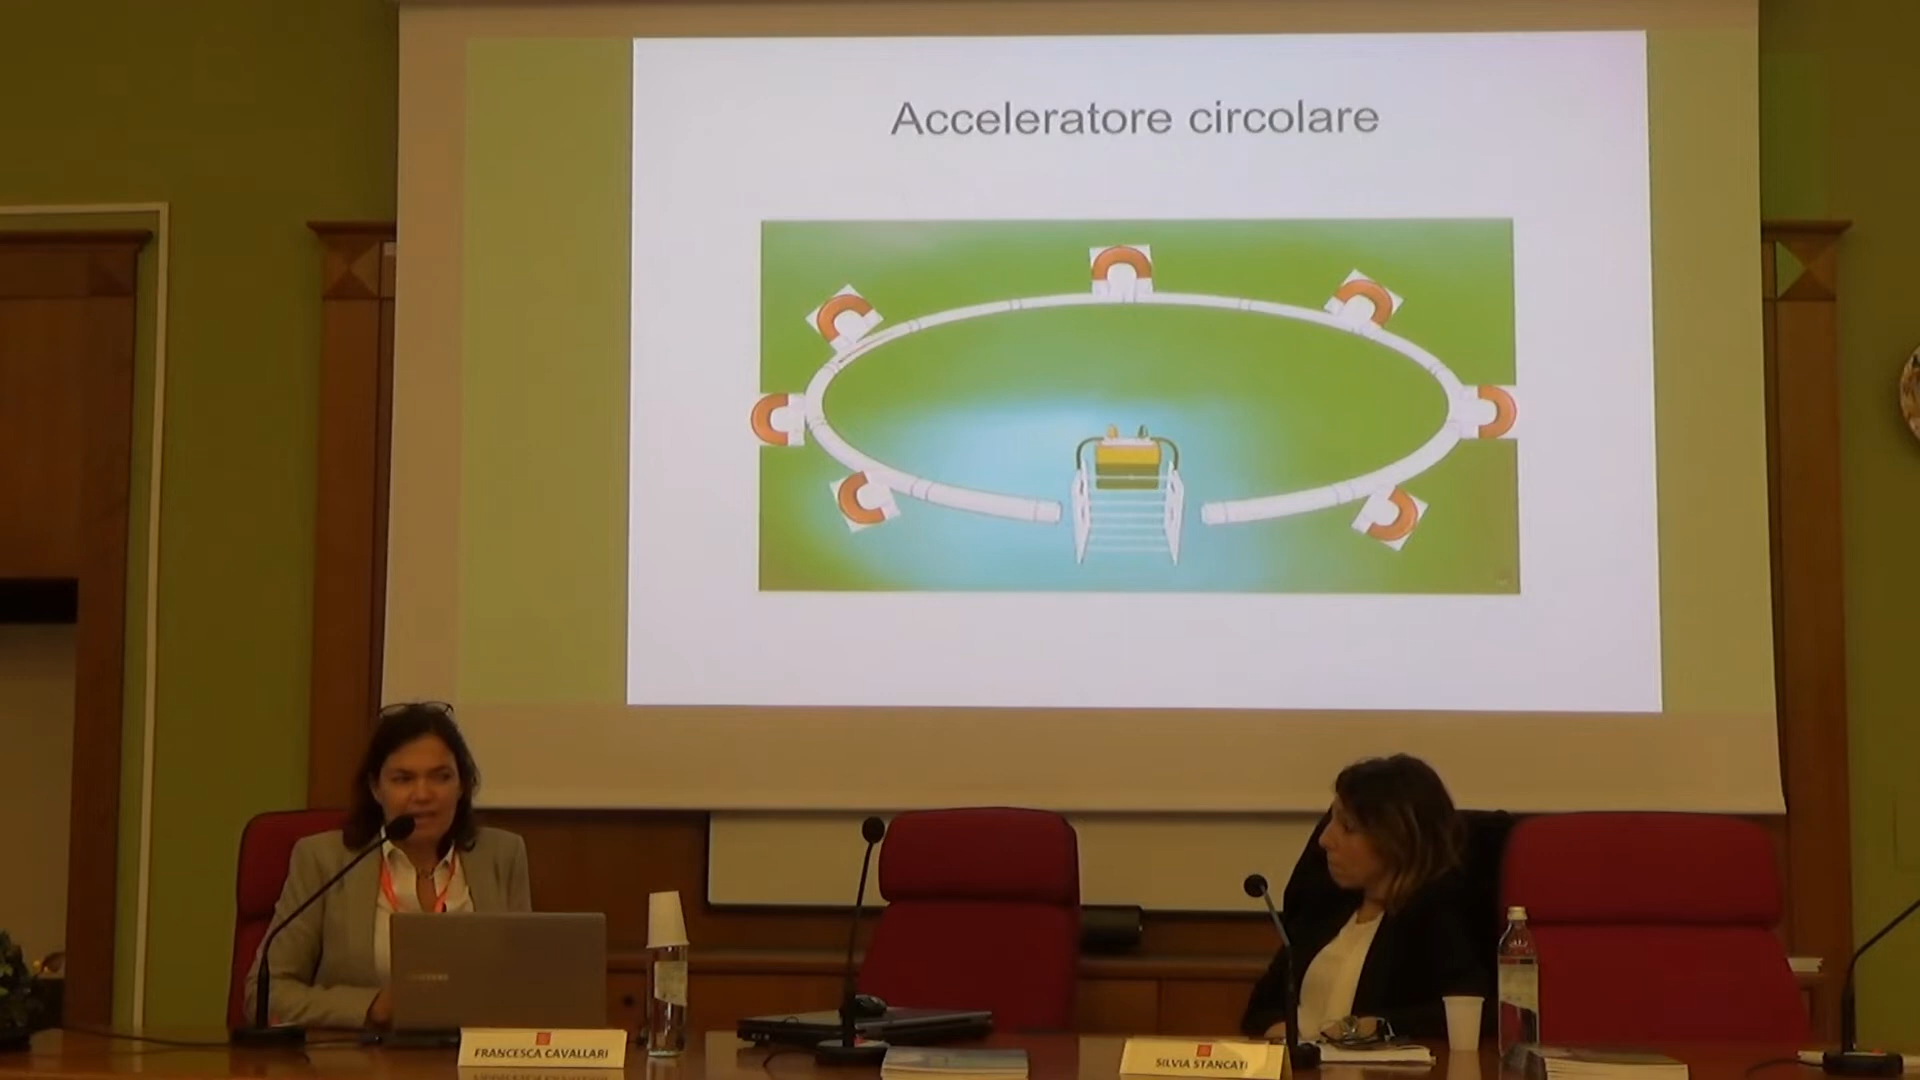 Acceleratore circolare
FRANCESCA CAVALLARI
SILVIA STANCATI